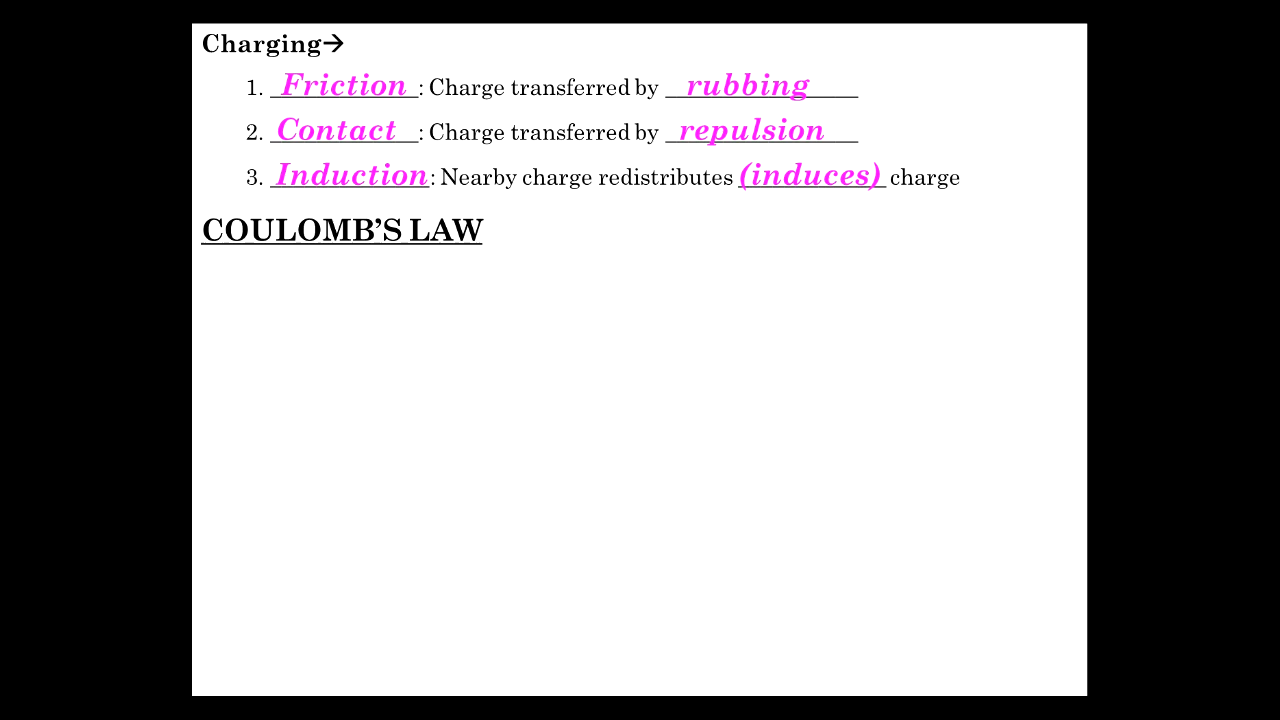 Charging→
1. Friction: Charge transferred by rubbing
2. Contact: Charge transferred by repulsion
3. Induction: Nearby charge redistributes (induces) charge
COULOMB’S LAW